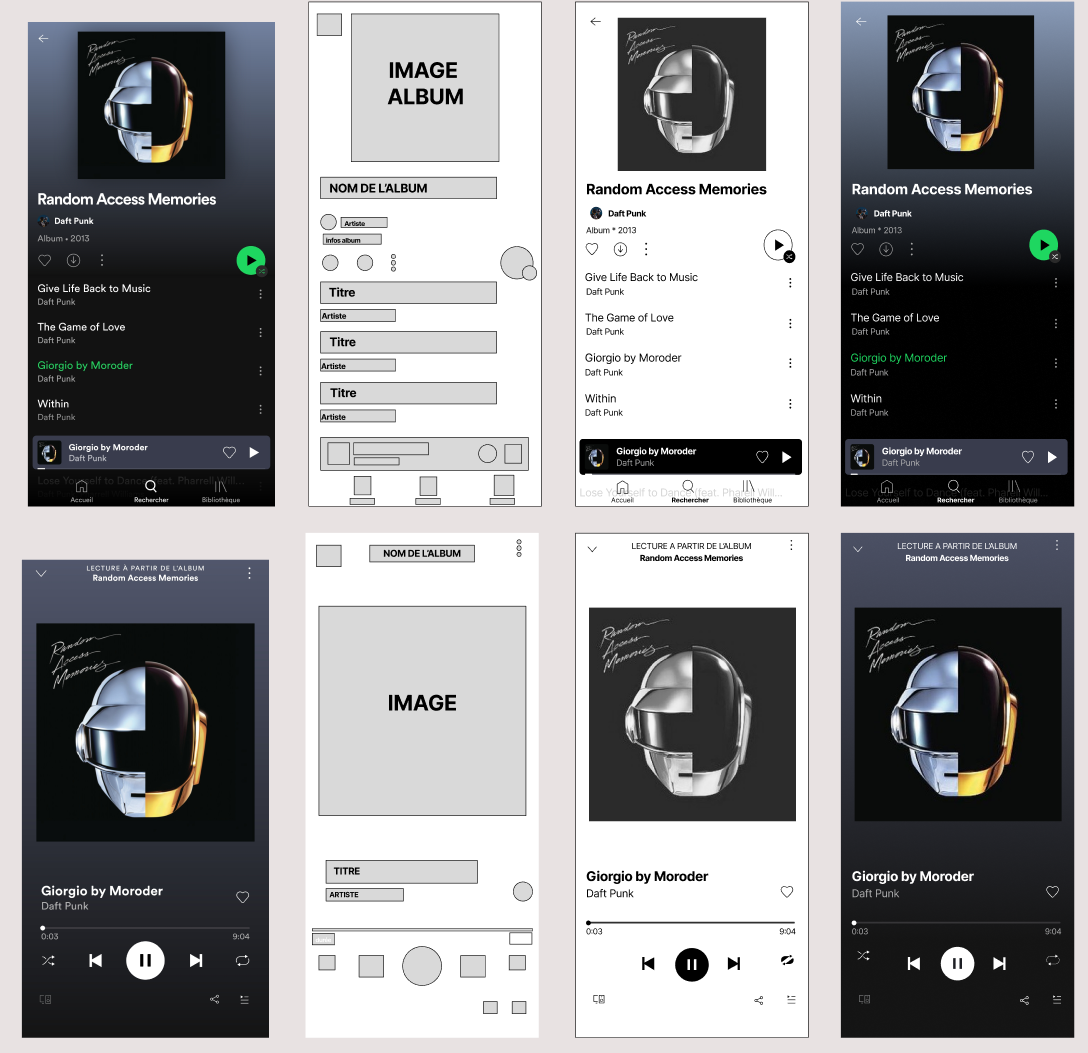 Random
Access
Memories
Random Access Memories
Daft Punk
Album • 2013
Give Life Back to Music
Daft Punk
The Game of Love
Daft Punk
Giorgio by Moroder
Daft Punk
Within
Daft Punk
Giorgio by Moroder
Daft Punk
Lose Yourself to Dance (feat. Pharrell Will...
Accueil
Rechercher
Bibliothèque
IMAGE
ALBUM
NOM DE L'ALBUM
Artiste
infos album
Titre
Artiste
Titre
Artiste
Titre
Artiste
Random
Access
Memories
Random Access Memories
Daft Punk
Album * 2013
Give Life Back to Music
Daft Punk
The Game of Love
Daft Punk
Giorgio by Moroder
Daft Punk
Within
Daft Punk
Giorgio by Moroder
Daft Punk
Lose Yourself to Dance (feat. Pharell Will...
Accueil
Rechercher
Bibliothèque
Random
Access
Memories
Random Access Memories
Daft Punk
Album * 2013
Give Life Back to Music
Daft Punk
The Game of Love
Daft Punk
Giorgio by Moroder
Daft Punk
Within
Daft Punk
Giorgio by Moroder
Daft Punk
Lose Yourself to Dance (feat. Pharell Will...
Accueil
Rechercher
Bibliothèque
LECTURE À PARTIR DE L'ALBUM
Random Access Memories
Random
Access
Memories
Giorgio by Moroder
Daft Punk
0:03
9:04
NOM DE L'ALBUM
IMAGE
TITRE
ARTISTE
LECTURE A PARTIR DE L'ALBUM
Random Access Memories
Random
Access
Memories
Giorgio by Moroder
Daft Punk
0:03
9:04
LECTURE A PARTIR DE L'ALBUM
Random Access Memories
Random
Access
Memories
Giorgio by Moroder
Daft Punk
0:03
9:04